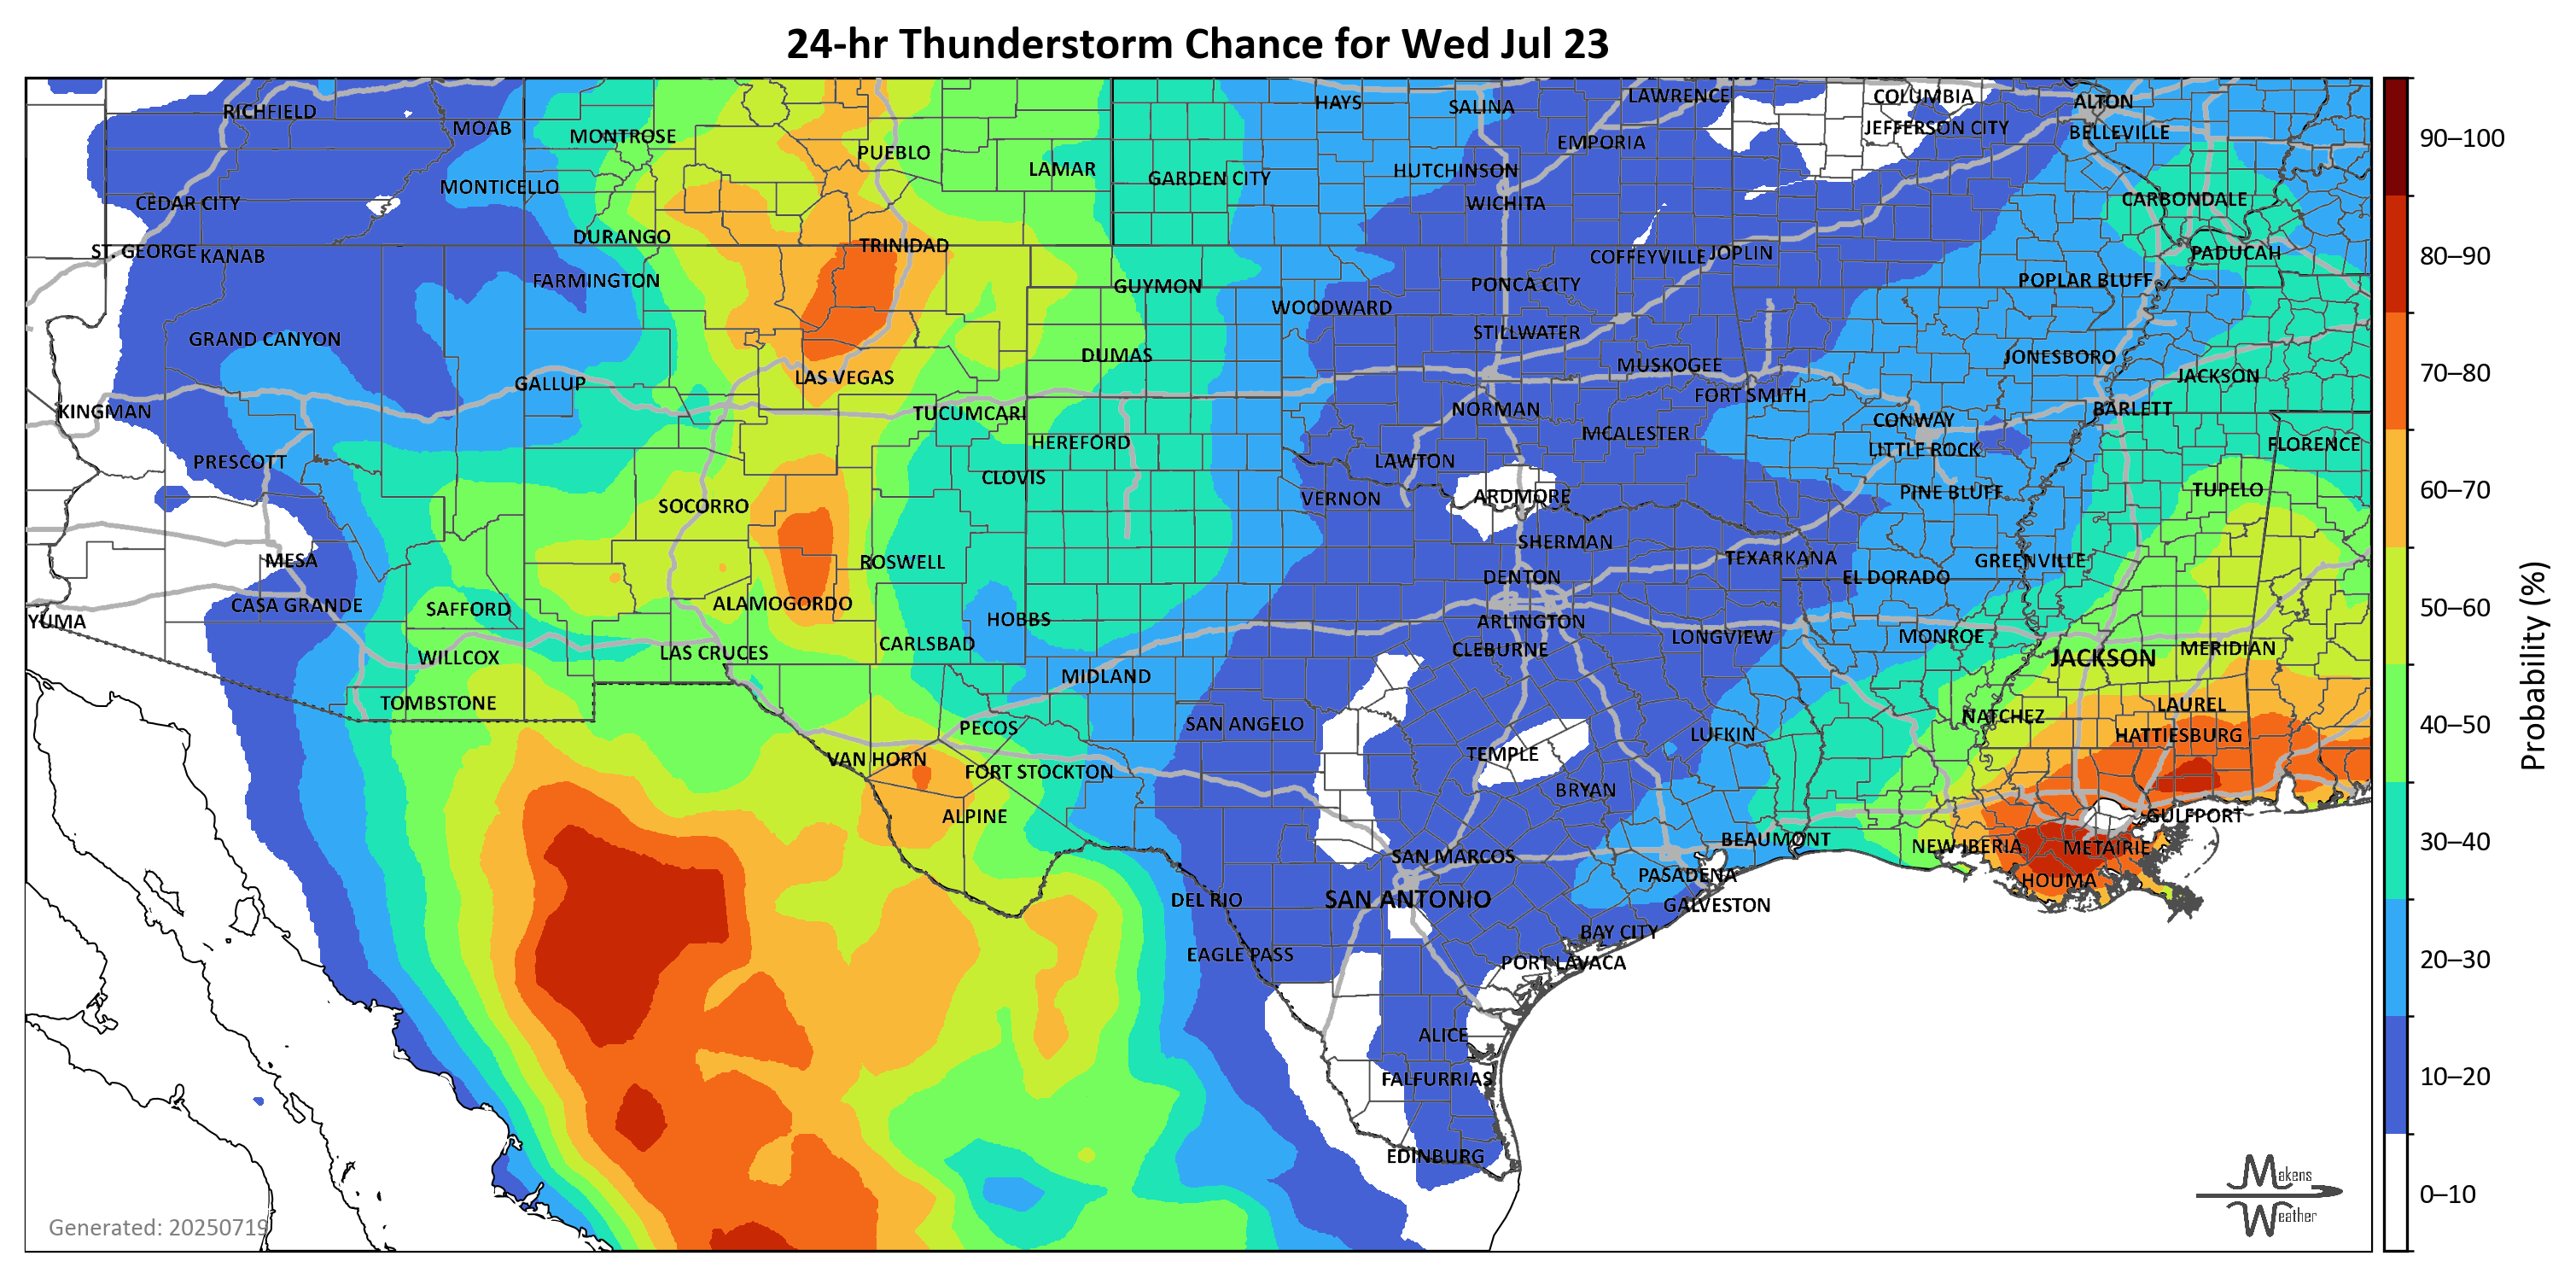 24-hr Thunderstorm Chance for Wed Jul 23
RICHFIELD
MOAB
MONTROSE
PUEBLO
LAMAR
GARDEN CITY
HAYS
SALINA
LAWRENCE
COLUMBIA
ALTON
EMPORIA
JEFFERSON CITY
BELLEVILLE
MONTICELLO
HUTCHINSON
CEDAR CITY
WICHITA
CARBONDALE
DURANGO
TRINIDAD
ST. GEORGE
KANAB
COFFEYVILLE
JOPLIN
PADUCAH
FARMINGTON
GUYMON
PONCA CITY
POPLAR BLUFF
WOODWARD
GRAND CANYON
STILLWATER
DUMAS
JONESBORO
MUSKOGEE
GALLUP
LAS VEGAS
JACKSON
FORT SMITH
KINGMAN
TUCUMCARI
NORMAN
BARLETT
CONWAY
HEREFORD
MCALESTER
FLORENCE
LITTLE ROCK
PRESCOTT
LAWTON
CLOVIS
TUPELO
PINE BLUFF
VERNON
ARDMORE
SOCORRO
SHERMAN
MESA
ROSWELL
TEXARKANA
GREENVILLE
DENTON
EL DORADO
CASA GRANDE
SAFFORD
ALAMOGORDO
YUMA
HOBBS
ARLINGTON
LONGVIEW
MONROE
CARLSBAD
CLEBURNE
MERIDIAN
WILLCOX
LAS CRUCES
JACKSON
MIDLAND
TOMBSTONE
LAUREL
NATCHEZ
PECOS
SAN ANGELO
LUFKIN
HATTIESBURG
VAN HORN
TEMPLE
FORT STOCKTON
BRYAN
ALPINE
GULFPORT
BEAUMONT
NEW IBERIA
METAIRIE
SAN MARCOS
PASADENA
HOUMA
DEL RIO
SAN ANTONIO
GALVESTON
BAY CITY
EAGLE PASS
PORT LAVACA
ALICE
FALFURRIAS
EDINBURG
Generated: 20250719
Makens
Weather
90–100
80–90
70–80
60–70
50–60
40–50
30–40
20–30
10–20
0–10
Probability (%)